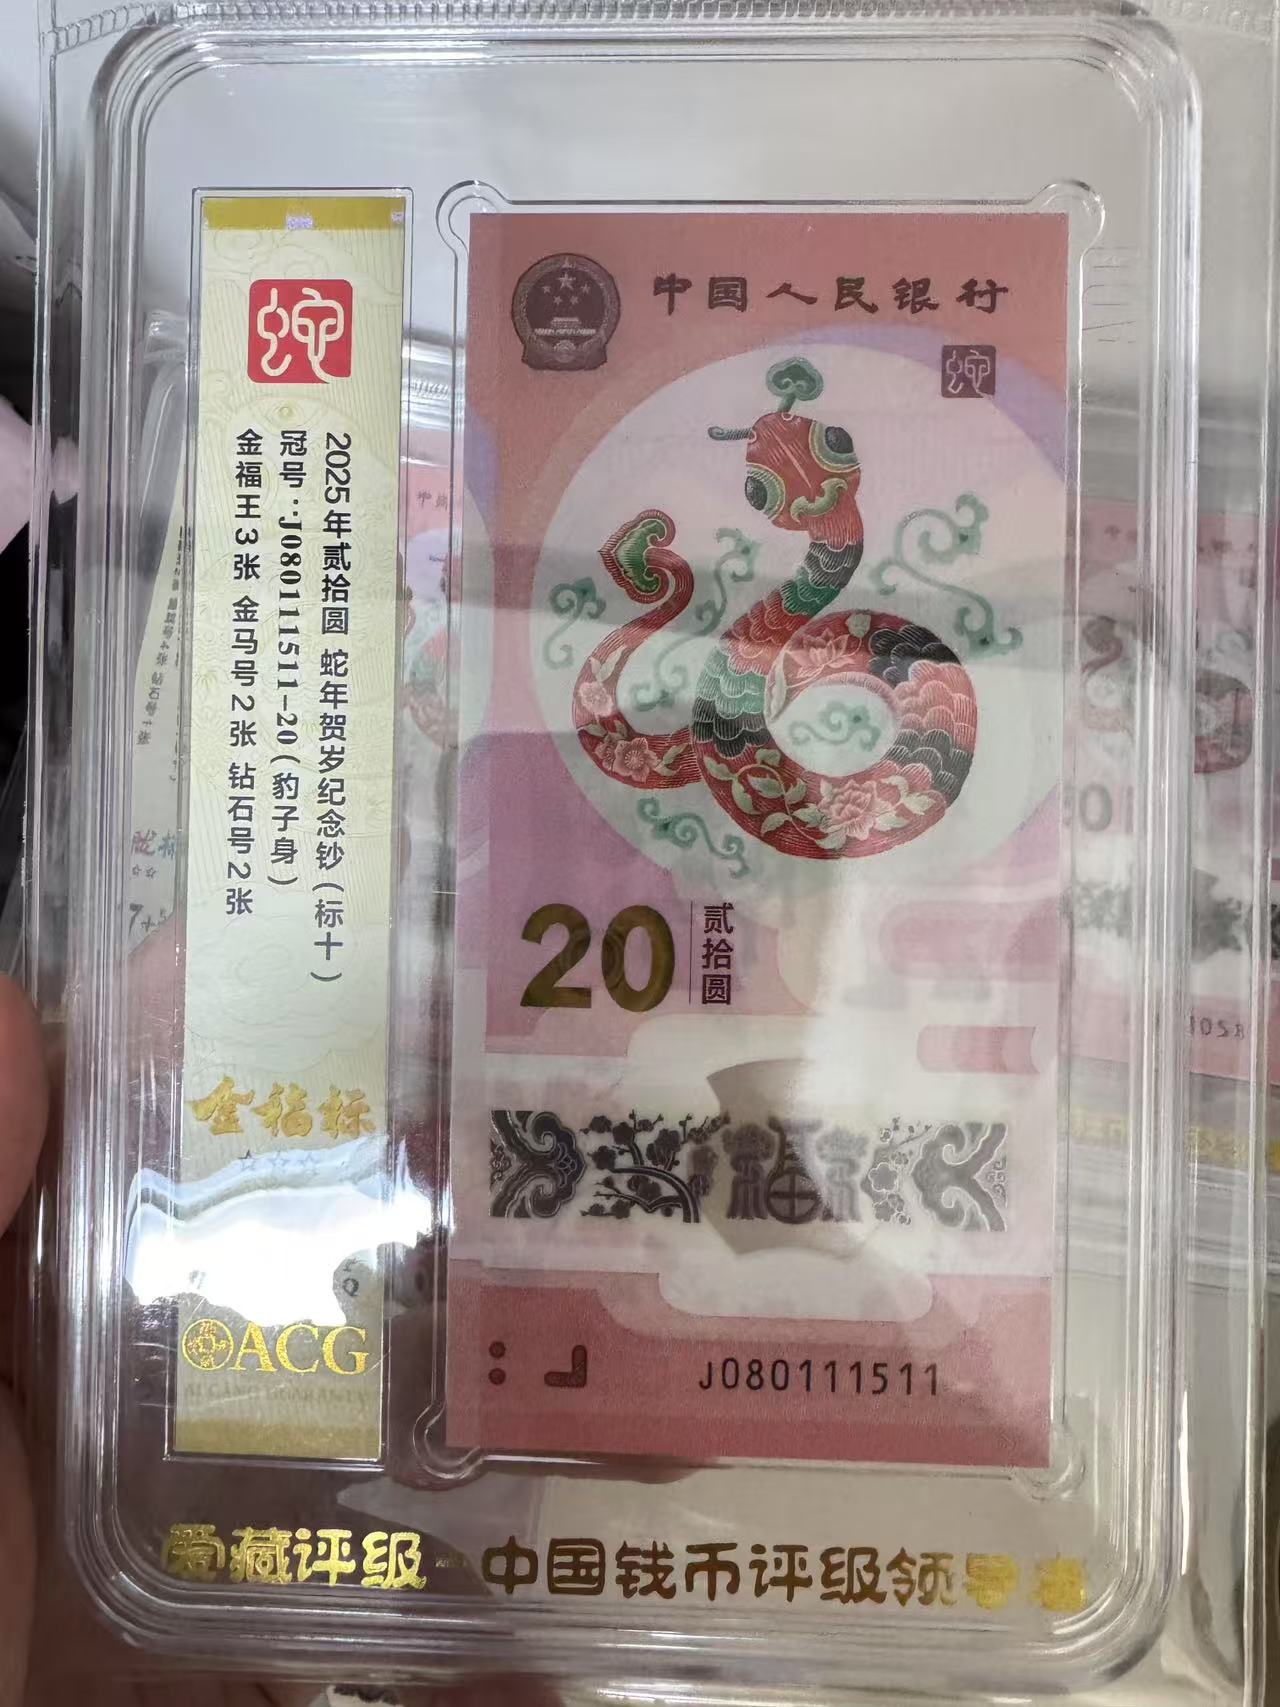 蛇
2025年贰拾圆 蛇年贺岁纪念钞（标十）
冠号：J080111511-20（豹子身）
金福王3张 金马号2张 钻石号2张
金福标
ACG
中国人民银行
蛇
20 贰拾圆
福
J080111511
爱藏评级
中国钱币评级领导者